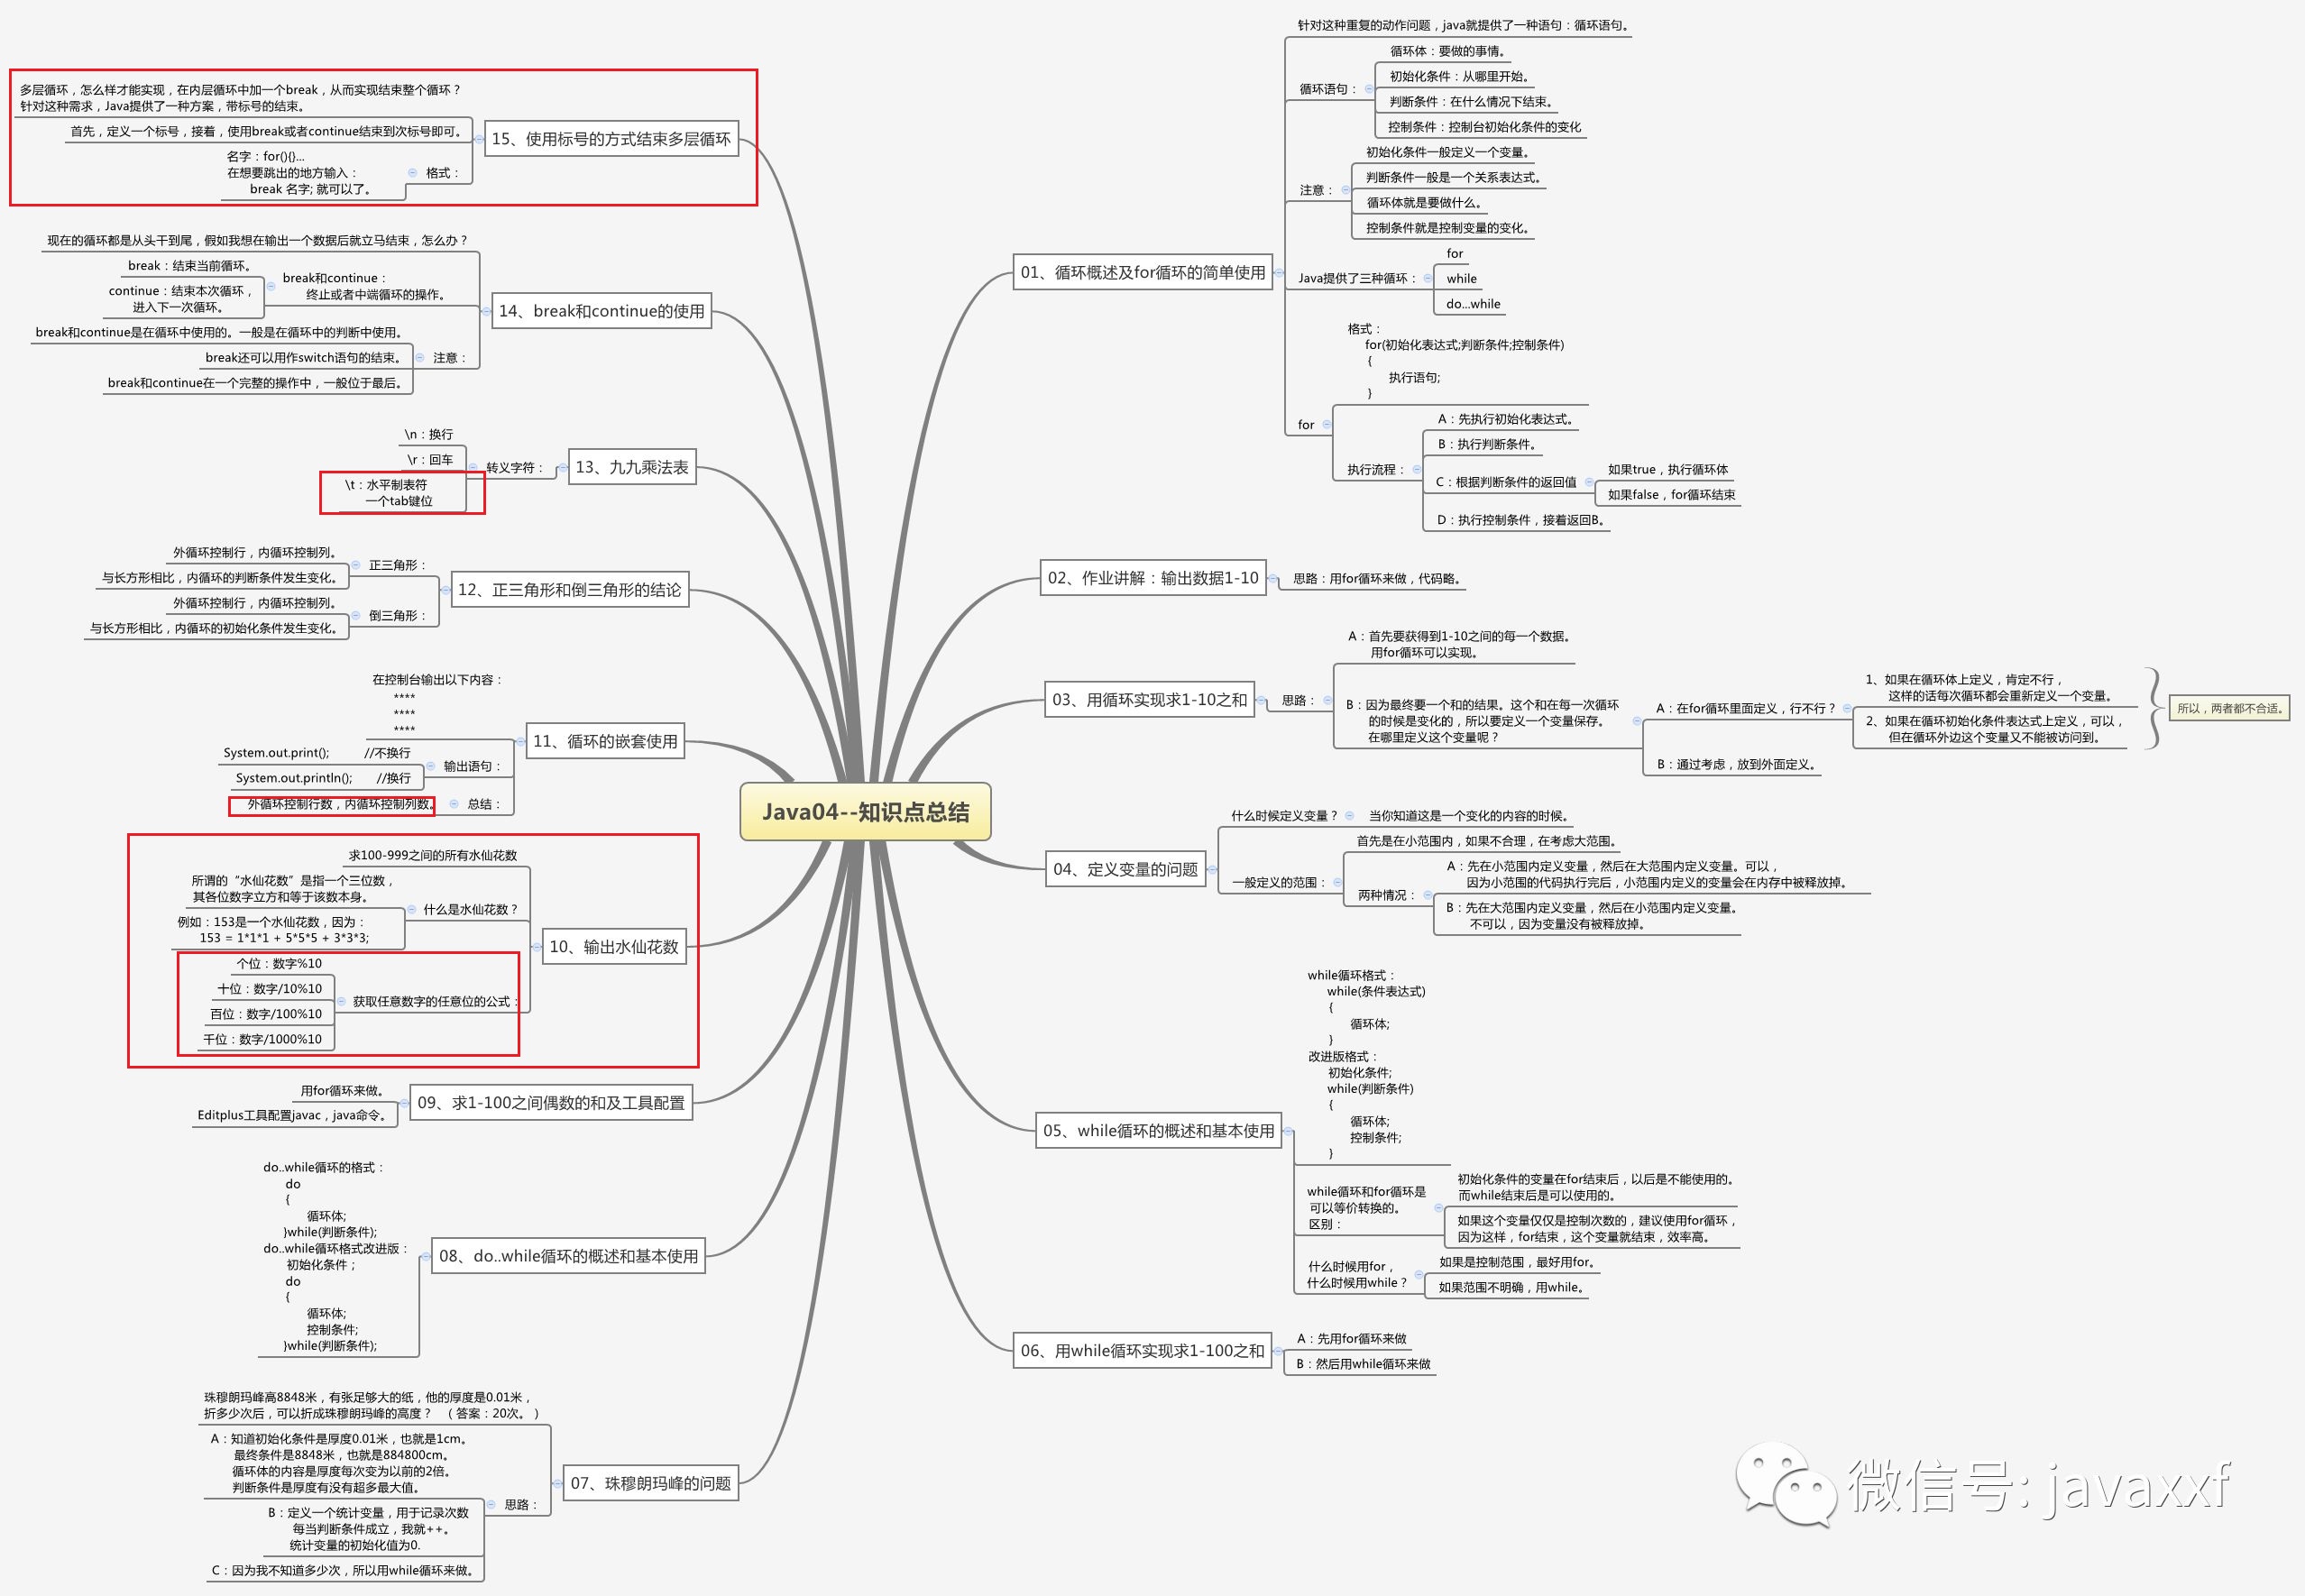 Java04--知识点总结
01、循环概述及for循环的简单使用
针对这种重复的动作问题，java就提供了一种语句：循环语句。
循环语句：
循环体：要做的事情。
初始化条件：从哪里开始。
判断条件：在什么情况下结束。
控制条件：控制台初始化条件的变化
注意：
初始化条件一般定义一个变量。
判断条件一般是一个关系表达式。
循环体就是要做什么。
控制条件就是控制变量的变化。
Java提供了三种循环：
for
while
do...while
for
格式：
for(初始化表达式;判断条件;控制条件)
{
执行语句;
}
执行流程：
A：先执行初始化表达式。
B：执行判断条件。
C：根据判断条件的返回值
如果true，执行循环体
如果false，for循环结束
D：执行控制条件，接着返回B。
02、作业讲解：输出数据1-10
思路：用for循环来做，代码略。
03、用循环实现求1-10之和
思路：
A：首先要获得到1-10之间的每一个数据。
用for循环可以实现。
B：因为最终要一个和的结果。这个和在每一次循环
的时候是变化的，所以要定义一个变量保存。
在哪里定义这个变量呢？
A：在for循环里面定义，行不行？
1、如果在循环体上定义，肯定不行，
这样的话每次循环都会重新定义一个变量。
2、如果在循环初始化条件表达式上定义，可以，
但在循环外边这个变量又不能被访问到。
所以，两者都不合适。
B：通过考虑，放到外面定义。
04、定义变量的问题
什么时候定义变量？
当你知道这是一个变化的内容的时候。
一般定义的范围：
首先是在小范围内，如果不合理，在考虑大范围。
两种情况：
A：先在小范围内定义变量，然后在大范围内定义变量。可以，
因为小范围的代码执行完后，小范围内定义的变量会在内存中被释放掉。
B：先在大范围内定义变量，然后在小范围内定义变量。
不可以，因为变量没有被释放掉。
05、while循环的概述和基本使用
while循环格式：
while(条件表达式)
{
循环体;
}
改进版格式：
初始化条件;
while(判断条件)
{
循环体;
控制条件;
}
while循环和for循环是
可以等价转换的。
区别：
初始化条件的变量在for结束后，以后是不能使用的。
而while结束后是可以使用的。
如果这个变量仅仅是控制次数的，建议使用for循环，
因为这样，for结束，这个变量就结束，效率高。
什么时候用for，
什么时候用while？
如果是控制范围，最好用for。
如果范围不明确，用while。
06、用while循环实现求1-100之和
A：先用for循环来做
B：然后用while循环来做
15、使用标号的方式结束多层循环
多层循环，怎么样才能实现，在内层循环中加一个break，从而实现结束整个循环？
针对这种需求，Java提供了一种方案，带标号的结束。
首先，定义一个标号，接着，使用break或者continue结束到次标号即可。
格式：
名字：for(){}...
在想要跳出的地方输入：
break 名字; 就可以了。
14、break和continue的使用
现在的循环都是从头干到尾，假如我想在输出一个数据后就立马结束，怎么办？
break和continue：
终止或者中端循环的操作。
break：结束当前循环。
continue：结束本次循环，
进入下一次循环。
注意：
break和continue是在循环中使用的。一般是在循环中的判断中使用。
break还可以用作switch语句的结束。
break和continue在一个完整的操作中，一般位于最后。
13、九九乘法表
转义字符：
\n：换行
\r：回车
\t：水平制表符
一个tab键位
12、正三角形和倒三角形的结论
正三角形：
外循环控制行，内循环控制列。
与长方形相比，内循环的判断条件发生变化。
倒三角形：
外循环控制行，内循环控制列。
与长方形相比，内循环的初始化条件发生变化。
11、循环的嵌套使用
在控制台输出以下内容：
****
****
****
输出语句：
System.out.print(); //不换行
System.out.println(); //换行
总结：
外循环控制行数，内循环控制列数。
10、输出水仙花数
求100-999之间的所有水仙花数
什么是水仙花数？
所谓的“水仙花数”是指一个三位数，
其各位数字立方和等于该数本身。
例如：153是一个水仙花数，因为：
153 = 1*1*1 + 5*5*5 + 3*3*3;
获取任意数字的任意位的公式：
个位：数字%10
十位：数字/10%10
百位：数字/100%10
千位：数字/1000%10
09、求1-100之间偶数的和及工具配置
用for循环来做。
Editplus工具配置javac，java命令。
08、do..while循环的概述和基本使用
do..while循环的格式：
do
{
循环体;
}while(判断条件);
do..while循环格式改进版：
初始化条件；
do
{
循环体;
控制条件;
}while(判断条件);
07、珠穆朗玛峰的问题
珠穆朗玛峰高8848米，有张足够大的纸，他的厚度是0.01米，
折多少次后，可以折成珠穆朗玛峰的高度？ （答案：20次。）
思路：
A：知道初始化条件是厚度0.01米，也就是1cm。
最终条件是8848米，也就是884800cm。
循环体的内容是厚度每次变为以前的2倍。
判断条件是厚度有没有超多最大值。
B：定义一个统计变量，用于记录次数
每当判断条件成立，我就++。
统计变量的初始化值为0.
C：因为我不知道多少次，所以用while循环来做。
微信号: javaxxf